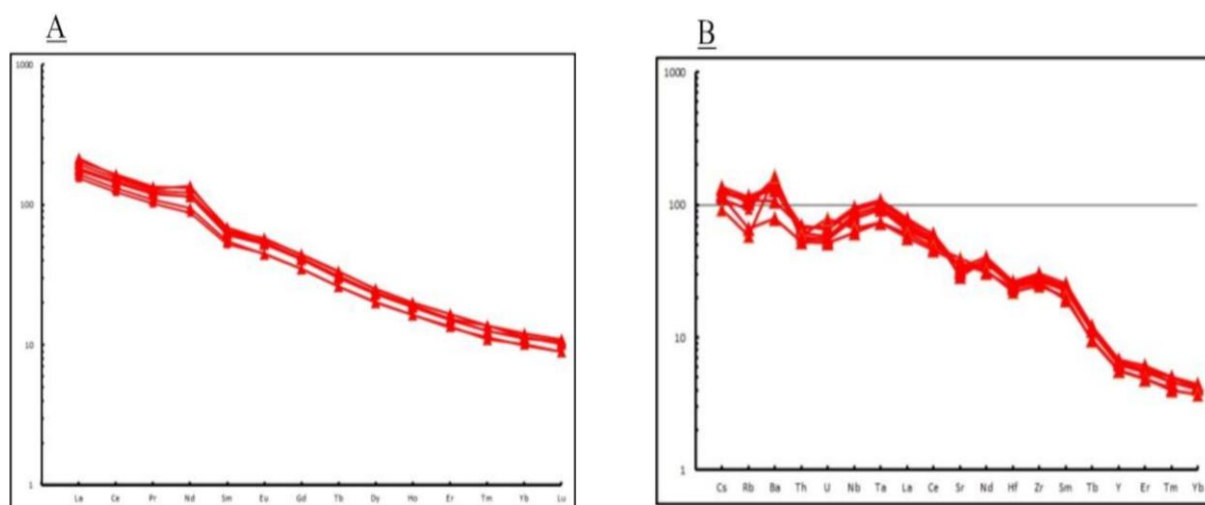 A
1000
100
10
1
La Ce Pr Nd Sm Eu Gd Tb Dy Ho Er Tm Yb Lu
B
1000
100
10
1
Cs Rb Ba Th U Nb Ta La Ce Sr Nd Hf Zr Sm Tb Y Er Tm Yb